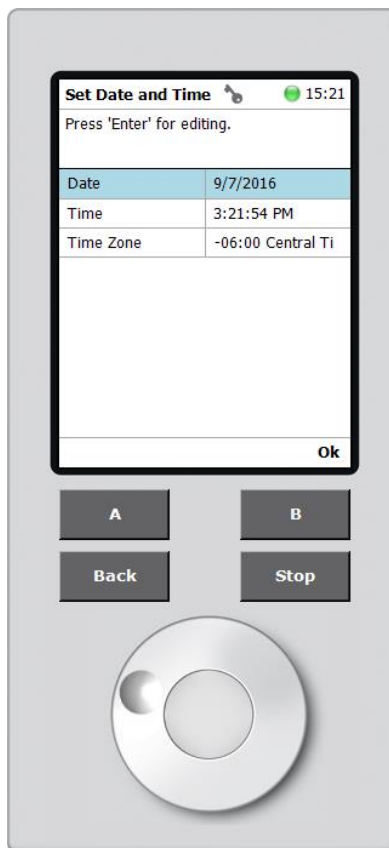 Set Date and Time 15:21
Press 'Enter' for editing.
Date 9/7/2016
Time 3:21:54 PM
Time Zone -06:00 Central Ti
Ok
A B
Back Stop